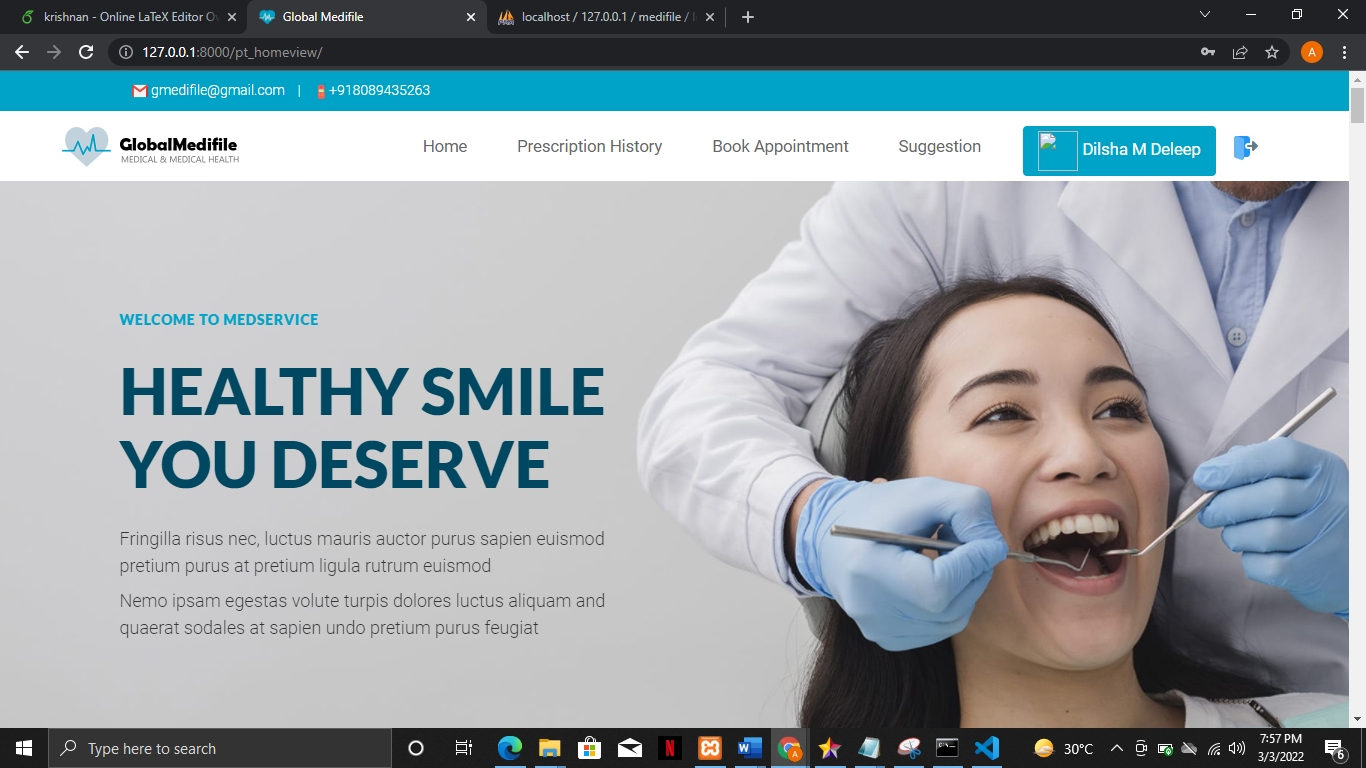 krishnan - Online LaTeX Editor Ov
Global Medifile
localhost / 127.0.0.1 / medifile / l
127.0.0.1:8000/pt_homeview/
A
gmedifile@gmail.com | +918089435263
GlobalMedifile
MEDICAL & MEDICAL HEALTH
Home Prescription History Book Appointment Suggestion Dilsha M Deleep
WELCOME TO MEDSERVICE
HEALTHY SMILE
YOU DESERVE
Fringilla risus nec, luctus mauris auctor purus sapien euismod
pretium purus at pretium ligula rutrum euismod
Nemo ipsam egestas volute turpis dolores luctus aliquam and
quaerat sodales at sapien undo pretium purus feugiat
Type here to search
30°C
7:57 PM
3/3/2022
6